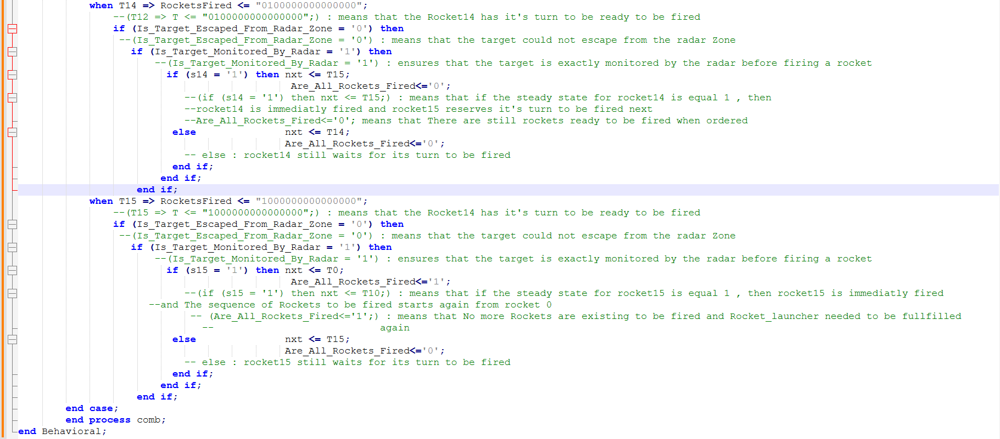 when T14 => RocketsFired <= "0100000000000000";
--(T12 => T <= "0100000000000000";) : means that the Rocket14 has it's turn to be ready to be fired
if (Is_Target_Escaped_From_Radar_Zone = '0') then
--(Is_Target_Escaped_From_Radar_Zone = '0') : means that the target could not escape from the radar Zone
if (Is_Target_Monitored_By_Radar = '1') then
--(Is_Target_Monitored_By_Radar = '1') : ensures that the target is exactly monitored by the radar before firing a rocket
if (s14 = '1') then nxt <= T15;
Are_All_Rockets_Fired<='0';
--(if (s14 = '1') then nxt <= T15;) : means that if the steady state for rocket14 is equal 1 , then
--rocket14 is immediatly fired and rocket15 reserves it's turn to be fired next
--Are_All_Rockets_Fired<='0'; means that There are still rockets ready to be fired when ordered
else nxt <= T14;
Are_All_Rockets_Fired<='0';
-- else : rocket14 still waits for its turn to be fired
end if;
end if;
end if;
when T15 => RocketsFired <= "1000000000000000";
--(T15 => T <= "1000000000000000";) : means that the Rocket14 has it's turn to be ready to be fired
if (Is_Target_Escaped_From_Radar_Zone = '0') then
--(Is_Target_Escaped_From_Radar_Zone = '0') : means that the target could not escape from the radar Zone
if (Is_Target_Monitored_By_Radar = '1') then
--(Is_Target_Monitored_By_Radar = '1') : ensures that the target is exactly monitored by the radar before firing a rocket
if (s15 = '1') then nxt <= T0;
Are_All_Rockets_Fired<='1';
--(if (s15 = '1') then nxt <= T10;) : means that if the steady state for rocket15 is equal 1 , then rocket15 is immediatly fired
--and The sequence of Rockets to be fired starts again from rocket 0
-- (Are_All_Rockets_Fired<='1';) : means that No more Rockets are existing to be fired and Rocket_launcher needed to be fullfilled
-- again
else nxt <= T15;
Are_All_Rockets_Fired<='0';
-- else : rocket15 still waits for its turn to be fired
end if;
end if;
end if;
end case;
end process comb;
end Behavioral;